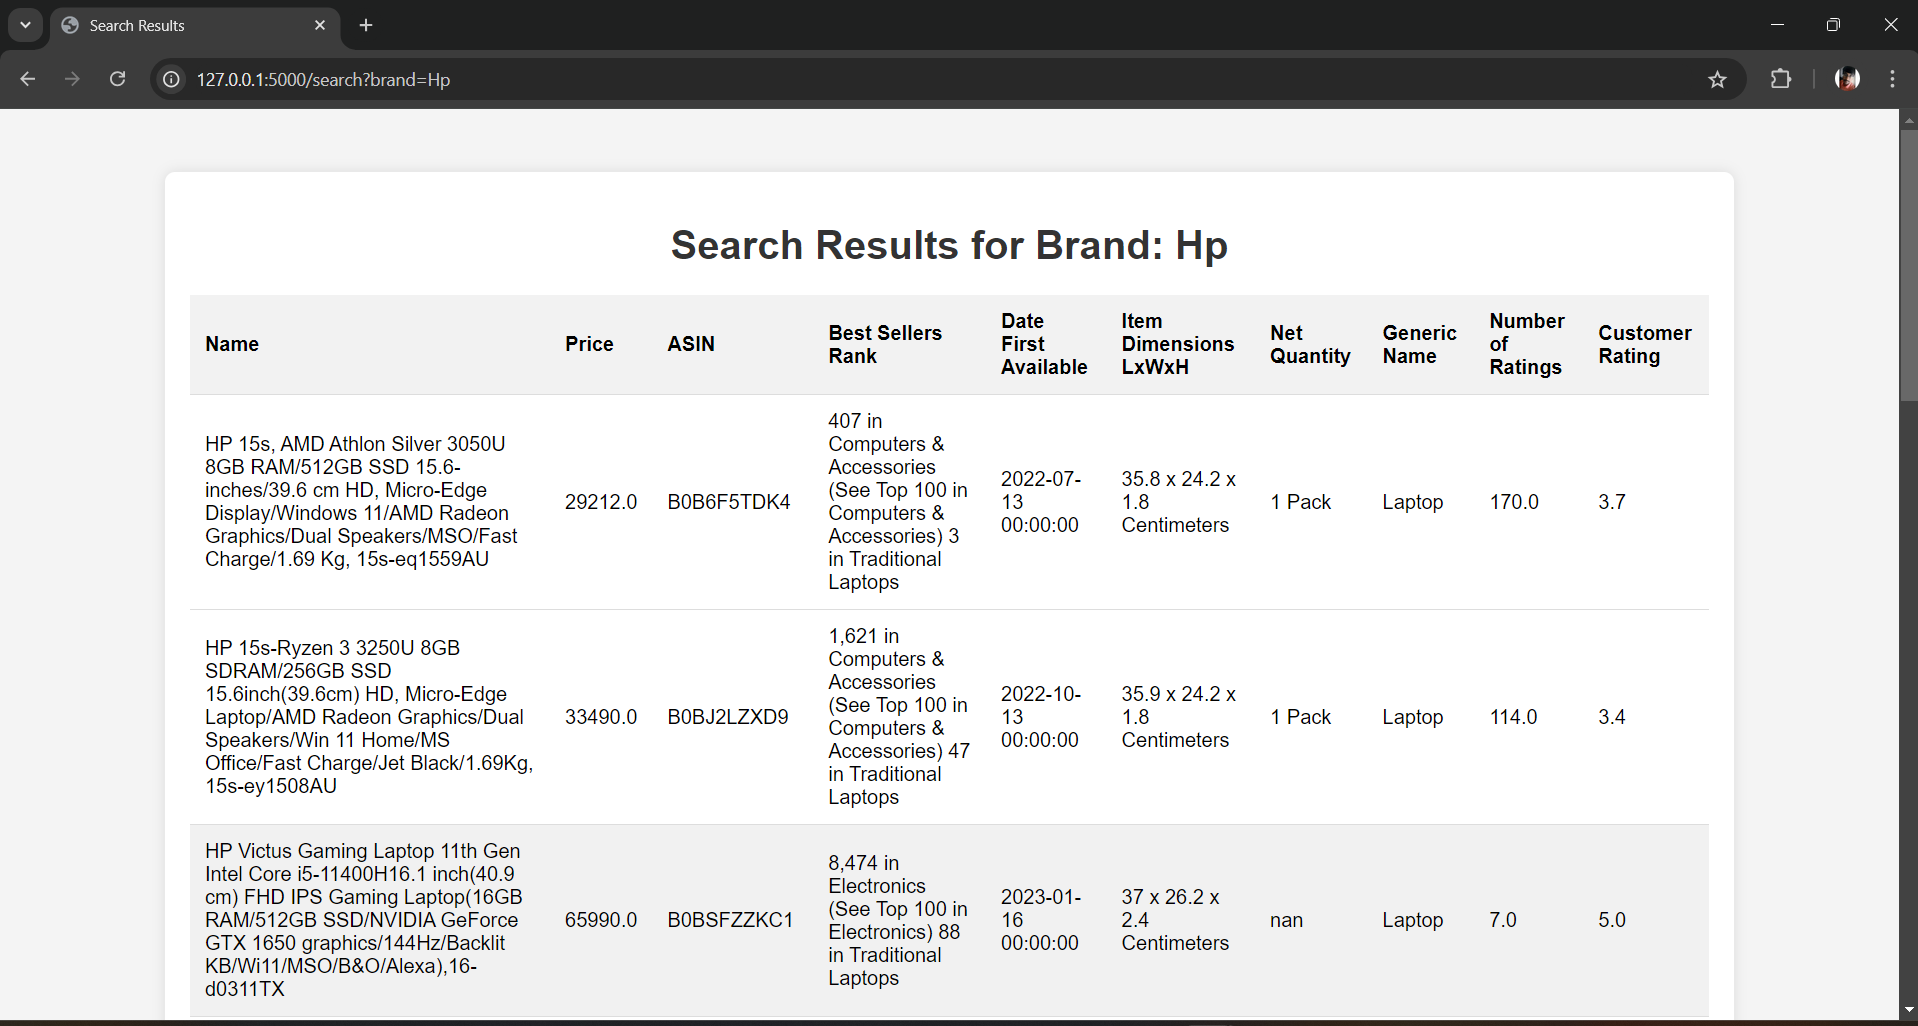 Search Results
127.0.0.1:5000/search?brand=Hp
Search Results for Brand: Hp
Name
Price
ASIN
Best Sellers
Rank
Date
First
Available
Item
Dimensions
LxWxH
Net
Quantity
Generic
Name
Number
of
Ratings
Customer
Rating
HP 15s, AMD Athlon Silver 3050U
8GB RAM/512GB SSD 15.6-
inches/39.6 cm HD, Micro-Edge
Display/Windows 11/AMD Radeon
Graphics/Dual Speakers/MSO/Fast
Charge/1.69 Kg, 15s-eq1559AU
29212.0
B0B6F5TDK4
407 in
Computers &
Accessories
(See Top 100 in
Computers &
Accessories) 3
in Traditional
Laptops
2022-07-
13
00:00:00
35.8 x 24.2 x
1.8
Centimeters
1 Pack
Laptop
170.0
3.7
HP 15s-Ryzen 3 3250U 8GB
SDRAM/256GB SSD
15.6inch(39.6cm) HD, Micro-Edge
Laptop/AMD Radeon Graphics/Dual
Speakers/Win 11 Home/MS
Office/Fast Charge/Jet Black/1.69Kg,
15s-ey1508AU
33490.0
B0BJ2LZXD9
1,621 in
Computers &
Accessories
(See Top 100 in
Computers &
Accessories) 47
in Traditional
Laptops
2022-10-
13
00:00:00
35.9 x 24.2 x
1.8
Centimeters
1 Pack
Laptop
114.0
3.4
HP Victus Gaming Laptop 11th Gen
Intel Core i5-11400H16.1 inch(40.9
cm) FHD IPS Gaming Laptop(16GB
RAM/512GB SSD/NVIDIA GeForce
GTX 1650 graphics/144Hz/Backlit
KB/Wi11/MSO/B&O/Alexa),16-
d0311TX
65990.0
B0BSFZZKC1
8,474 in
Electronics
(See Top 100 in
Electronics) 88
in Traditional
Laptops
2023-01-
16
00:00:00
37 x 26.2 x
2.4
Centimeters
nan
Laptop
7.0
5.0